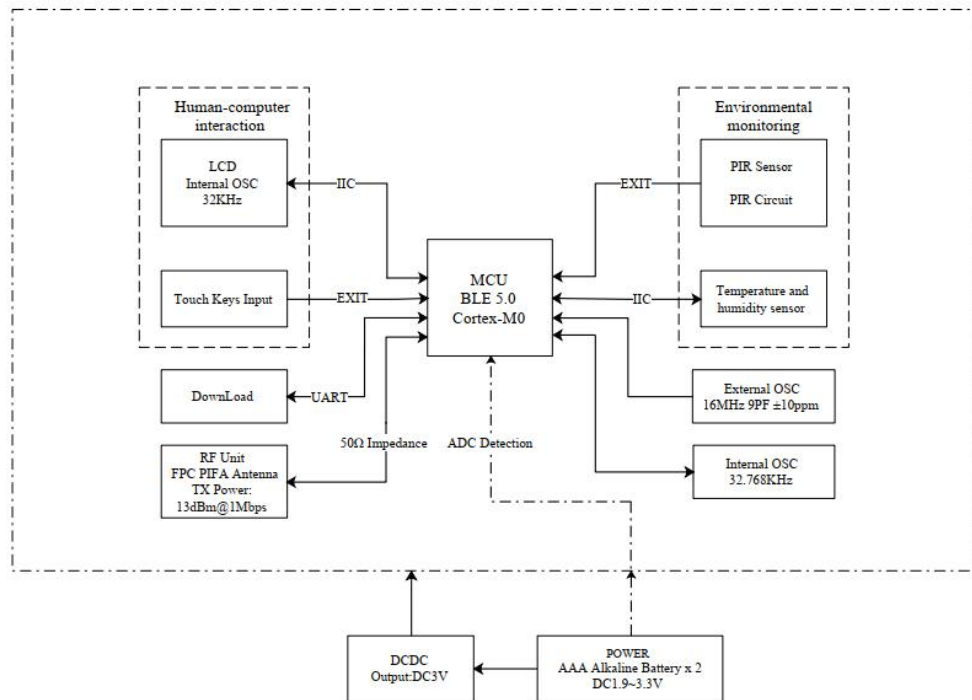 Human-computer
interaction
LCD
Internal OSC
32KHz
IIC
Touch Keys Input
EXIT
DownLoad
UART
RF Unit
FPC PIFA Antenna
TX Power:
13dBm@1Mbps
50Ω Impedance
ADC Detection
MCU
BLE 5.0
Cortex-M0
Environmental
monitoring
PIR Sensor
PIR Circuit
EXIT
IIC
Temperature and
humidity sensor
External OSC
16MHz 9PF ±10ppm
Internal OSC
32.768KHz
DCDC
Output:DC3V
POWER
AAA Alkaline Battery x 2
DC1.9~3.3V